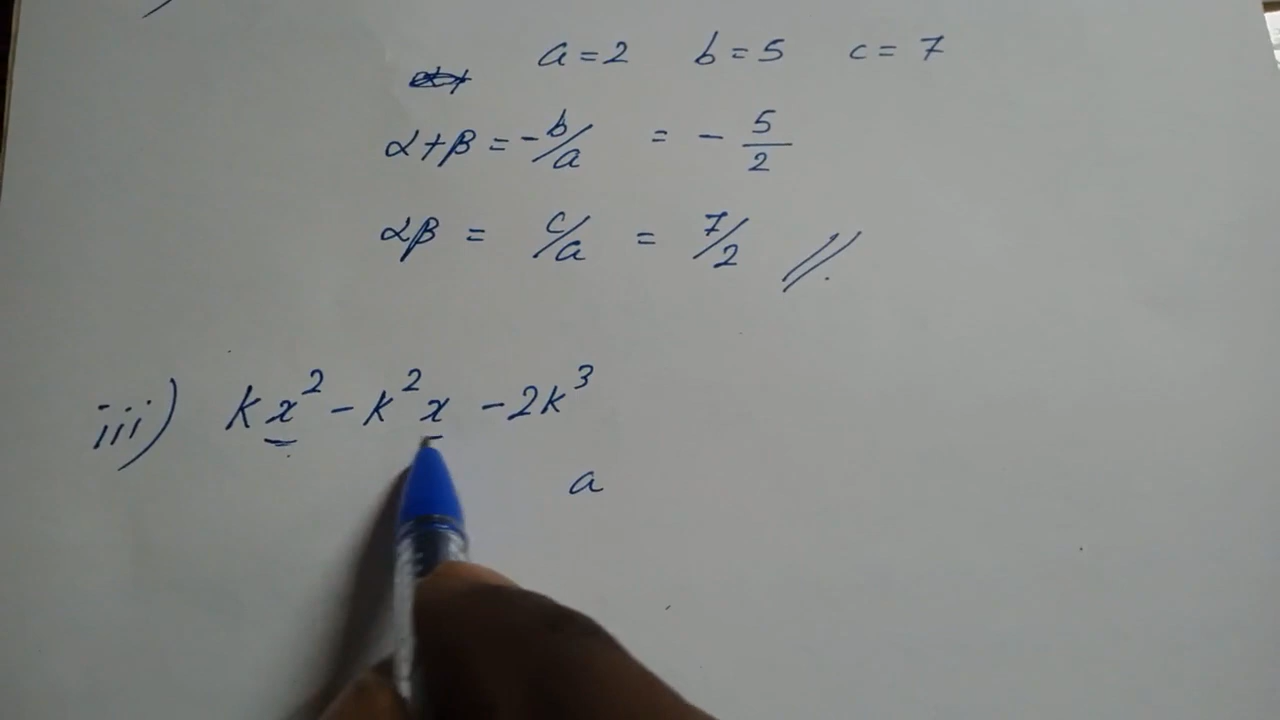 a = 2 b = 5 c = 7
α+β = -b/a = - 5/2
αβ = c/a = 7/2 //.
iii) kx² - k²x - 2k³
a